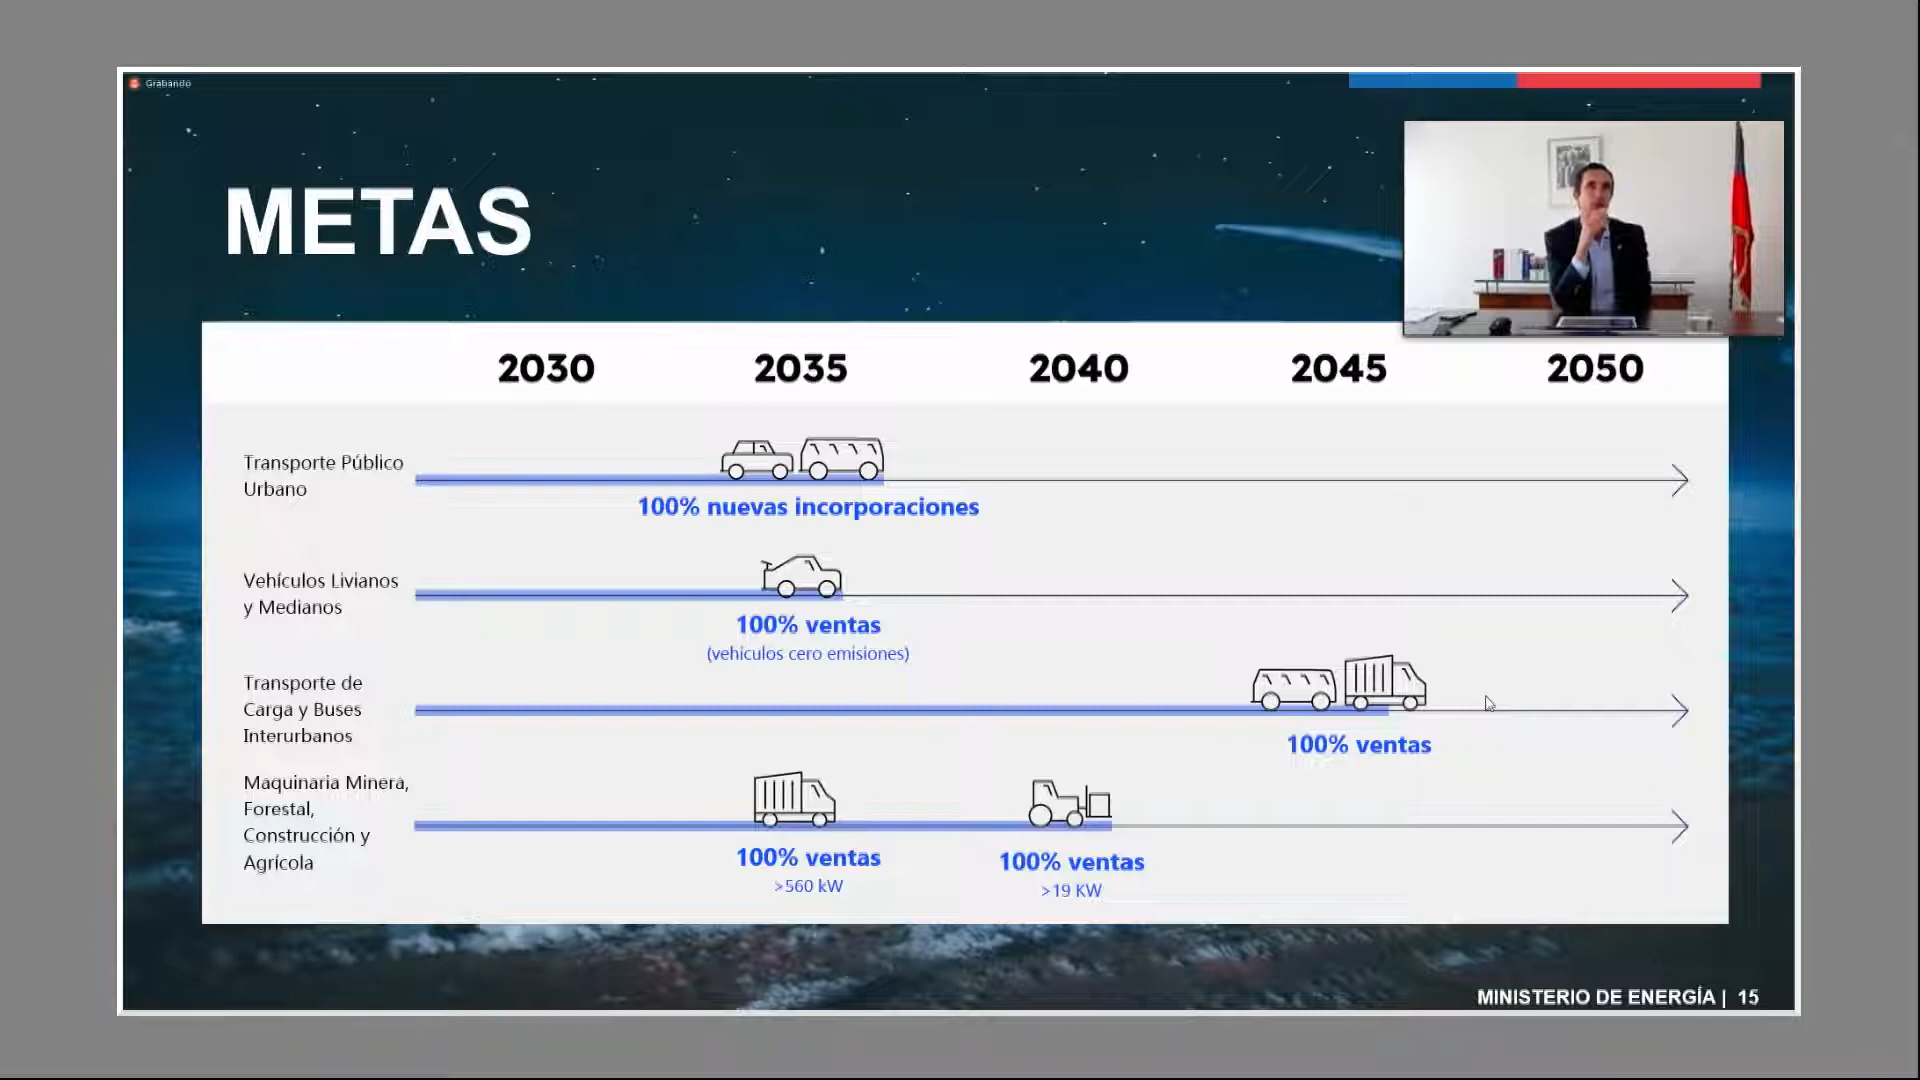 Grabando
METAS
2030 2035 2040 2045 2050
Transporte Público
Urbano
100% nuevas incorporaciones
Vehículos Livianos
y Medianos
100% ventas
(vehículos cero emisiones)
Transporte de
Carga y Buses
Interurbanos
100% ventas
Maquinaria Minera,
Forestal,
Construcción y
Agrícola
100% ventas
>560 kW
100% ventas
>19 KW
MINISTERIO DE ENERGÍA | 15